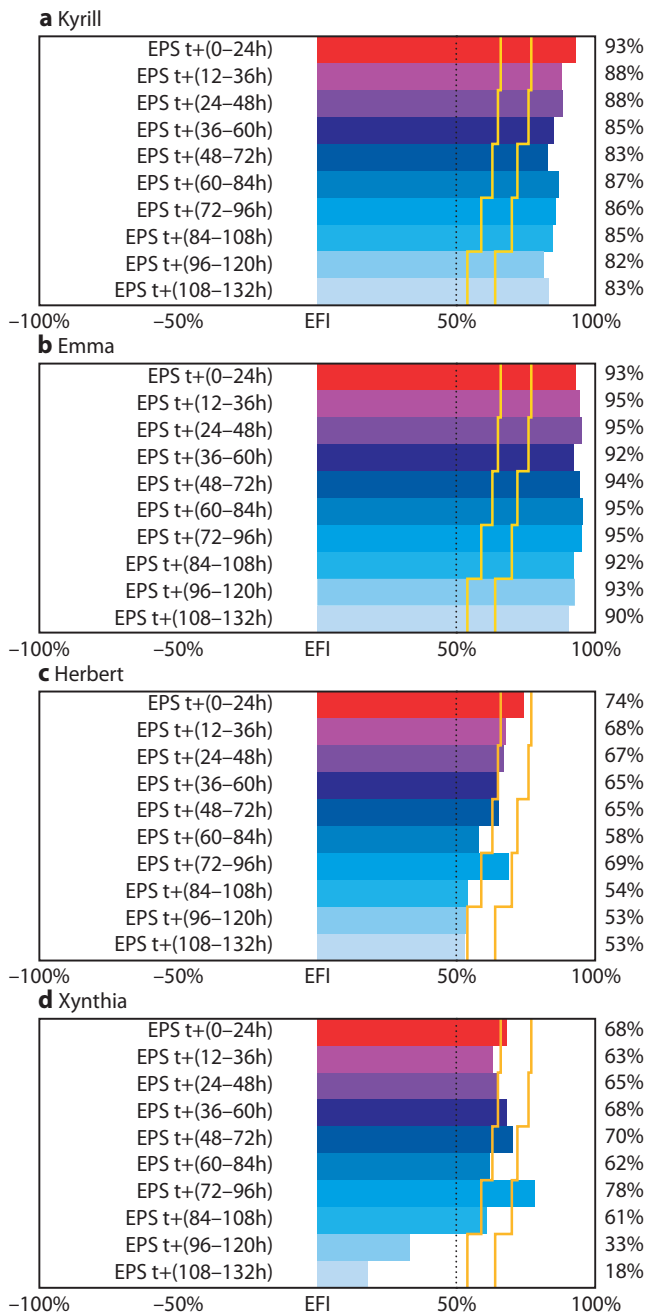 a Kyrill
EPS t+(0–24h) 93%
EPS t+(12–36h) 88%
EPS t+(24–48h) 88%
EPS t+(36–60h) 85%
EPS t+(48–72h) 83%
EPS t+(60–84h) 87%
EPS t+(72–96h) 86%
EPS t+(84–108h) 85%
EPS t+(96–120h) 82%
EPS t+(108–132h) 83%
−100% −50% EFI 50% 100%
b Emma
EPS t+(0–24h) 93%
EPS t+(12–36h) 95%
EPS t+(24–48h) 95%
EPS t+(36–60h) 92%
EPS t+(48–72h) 94%
EPS t+(60–84h) 95%
EPS t+(72–96h) 95%
EPS t+(84–108h) 92%
EPS t+(96–120h) 93%
EPS t+(108–132h) 90%
−100% −50% EFI 50% 100%
c Herbert
EPS t+(0–24h) 74%
EPS t+(12–36h) 68%
EPS t+(24–48h) 67%
EPS t+(36–60h) 65%
EPS t+(48–72h) 65%
EPS t+(60–84h) 58%
EPS t+(72–96h) 69%
EPS t+(84–108h) 54%
EPS t+(96–120h) 53%
EPS t+(108–132h) 53%
−100% −50% EFI 50% 100%
d Xynthia
EPS t+(0–24h) 68%
EPS t+(12–36h) 63%
EPS t+(24–48h) 65%
EPS t+(36–60h) 68%
EPS t+(48–72h) 70%
EPS t+(60–84h) 62%
EPS t+(72–96h) 78%
EPS t+(84–108h) 61%
EPS t+(96–120h) 33%
EPS t+(108–132h) 18%
−100% −50% EFI 50% 100%